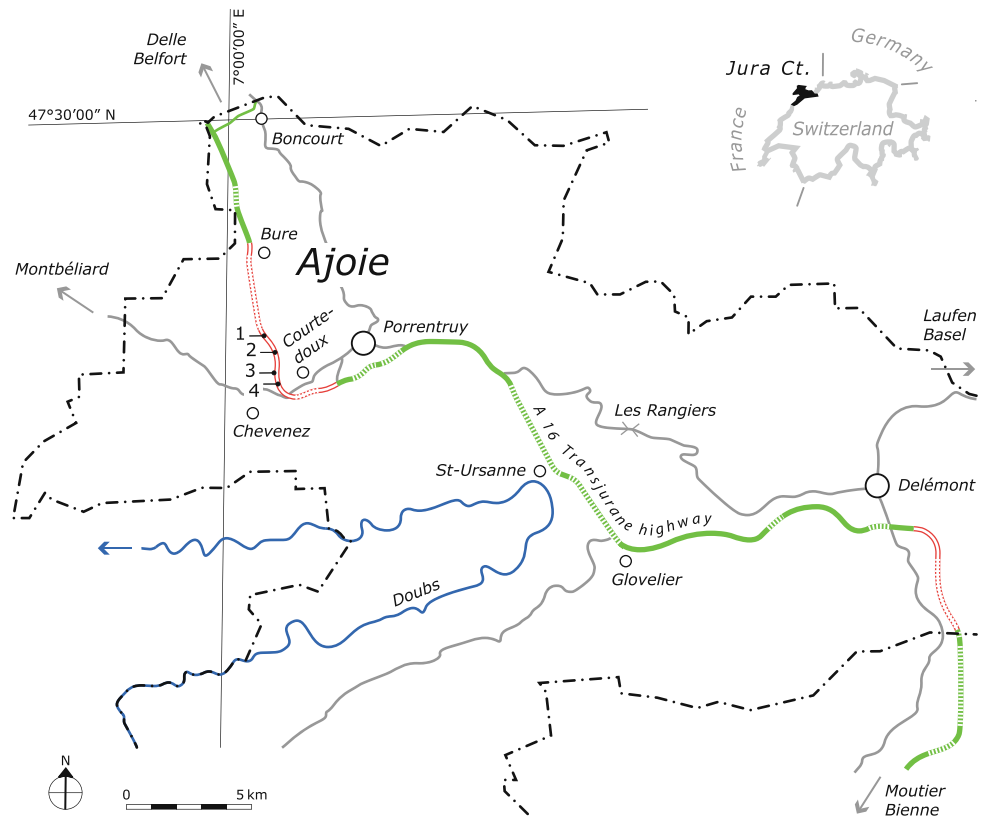 Delle
Belfort
7°00’00’’ E
47°30’00’’ N
Boncourt
Jura Ct.
Germany
France
Switzerland
Bure
Ajoie
Montbéliard
1
2
3
4
Courte-
doux
Porrentruy
Chevenez
Laufen
Basel
Les Rangiers
A 16 Transjurane highway
St-Ursanne
Delémont
Glovelier
Doubs
N
0 5 km
Moutier
Bienne